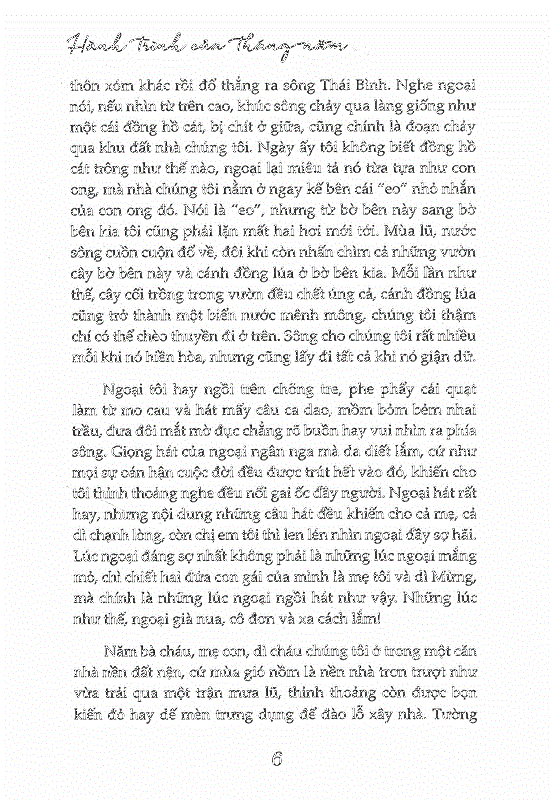 Hành Trình của Tháng năm
thôn xóm khác rồi đổ thẳng ra sông Thái Bình. Nghe ngoại
nói, nếu nhìn từ trên cao, khúc sông chảy qua làng giống như
một cái đồng hồ cát, bị chít ở giữa, cũng chính là đoạn chảy
qua khu đất nhà chúng tôi. Ngày ấy tôi không biết đồng hồ
cát trông như thế nào, ngoại lại miêu tả nó tựa tựa như con
ong, mà nhà chúng tôi nằm ở ngay kế bên cái “eo” nhỏ nhắn
của con ong đó. Nói là “eo”, nhưng từ bờ bên này sang bờ
bên kia tôi cũng phải lặn mất hai hơi mới tới. Mùa lũ, nước
sông cuồn cuộn đổ về, đôi khi còn nhấn chìm cả những vườn
cây bờ bên này và cánh đồng lúa ở bờ bên kia. Mỗi lần như
thế, cây cối trồng trong vườn đều chết úng cả, cánh đồng lúa
cũng trở thành một biển nước mênh mông, chúng tôi thậm
chí có thể chèo thuyền đi ở trên. Sông cho chúng tôi rất nhiều
mỗi khi nó hiền hòa, nhưng cũng lấy đi tất cả khi nó giận dữ.
Ngoại tôi hay ngồi trên chõng tre, phe phẩy cái quạt
làm từ mo cau và hát mấy câu ca dao, mồm bỏm bẻm nhai
trầu, đưa đôi mắt mờ đục chẳng rõ buồn hay vui nhìn ra phía
sông. Giọng hát của ngoại ngân nga mà da diết lắm, cứ như
mọi sự oán hận cuộc đời đều được trút hết vào đó, khiến cho
tôi thỉnh thoảng nghe đều nổi gai ốc đầy người. Ngoại hát rất
hay, nhưng nội dung những câu hát đều khiến cho cả mẹ, cả
dì chạnh lòng, còn chị em tôi thì len lén nhìn ngoại đầy sợ hãi.
Lúc ngoại đáng sợ nhất không phải là những lúc ngoại mắng
mỏ, chì chiết hai đứa con gái của mình là mẹ tôi và dì Mừng,
mà chính là những lúc ngoại ngồi hát như vậy. Những lúc
như thế, ngoại già nua, cô đơn và xa cách lắm!
Năm bà cháu, mẹ con, dì cháu chúng tôi ở trong một căn
nhà nền đất nện, cứ mùa gió nồm là nền nhà trơn trượt như
vừa trải qua một trận mưa lũ, thỉnh thoảng còn được bọn
kiến đỏ hay dế mèn trưng dụng để đào lỗ xây nhà. Tường
6